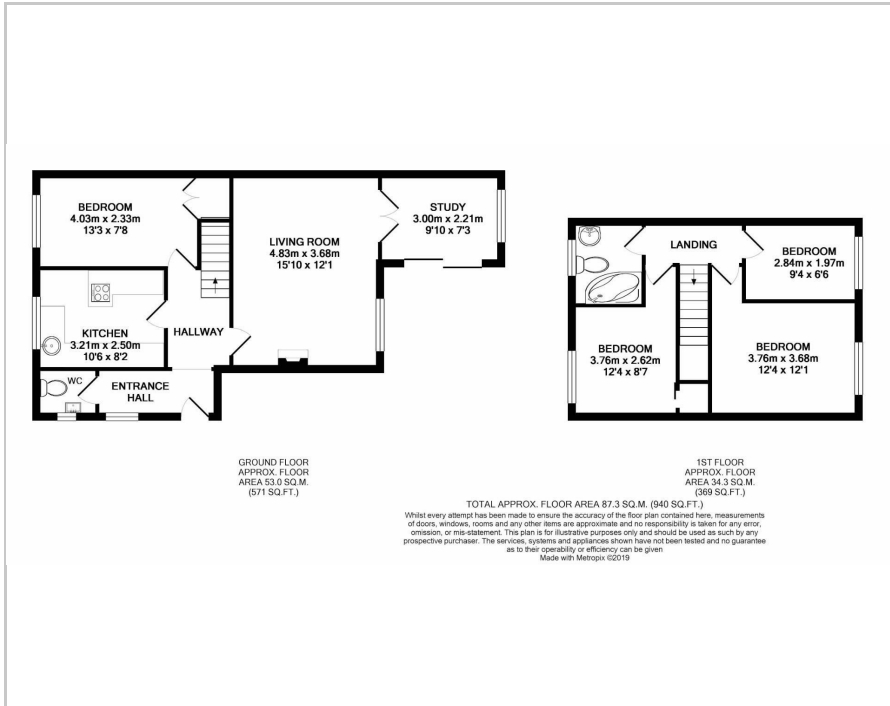 BEDROOM
4.03m x 2.33m
13'3 x 7'8
STUDY
3.00m x 2.21m
9'10 x 7'3
LIVING ROOM
4.83m x 3.68m
15'10 x 12'1
KITCHEN
3.21m x 2.50m
10'6 x 8'2
HALLWAY
WC
ENTRANCE
HALL
GROUND FLOOR
APPROX. FLOOR
AREA 53.0 SQ.M.
(571 SQ.FT.)
LANDING
BEDROOM
2.84m x 1.97m
9'4 x 6'6
BEDROOM
3.76m x 2.62m
12'4 x 8'7
BEDROOM
3.76m x 3.68m
12'4 x 12'1
1ST FLOOR
APPROX. FLOOR
AREA 34.3 SQ.M.
(369 SQ.FT.)
TOTAL APPROX. FLOOR AREA 87.3 SQ.M. (940 SQ.FT.)
Whilst every attempt has been made to ensure the accuracy of the floor plan contained here, measurements
of doors, windows, rooms and any other items are approximate and no responsibility is taken for any error,
omission, or mis-statement. This plan is for illustrative purposes only and should be used as such by any
prospective purchaser. The services, systems and appliances shown have not been tested and no guarantee
as to their operability or efficiency can be given
Made with Metropix ©2019